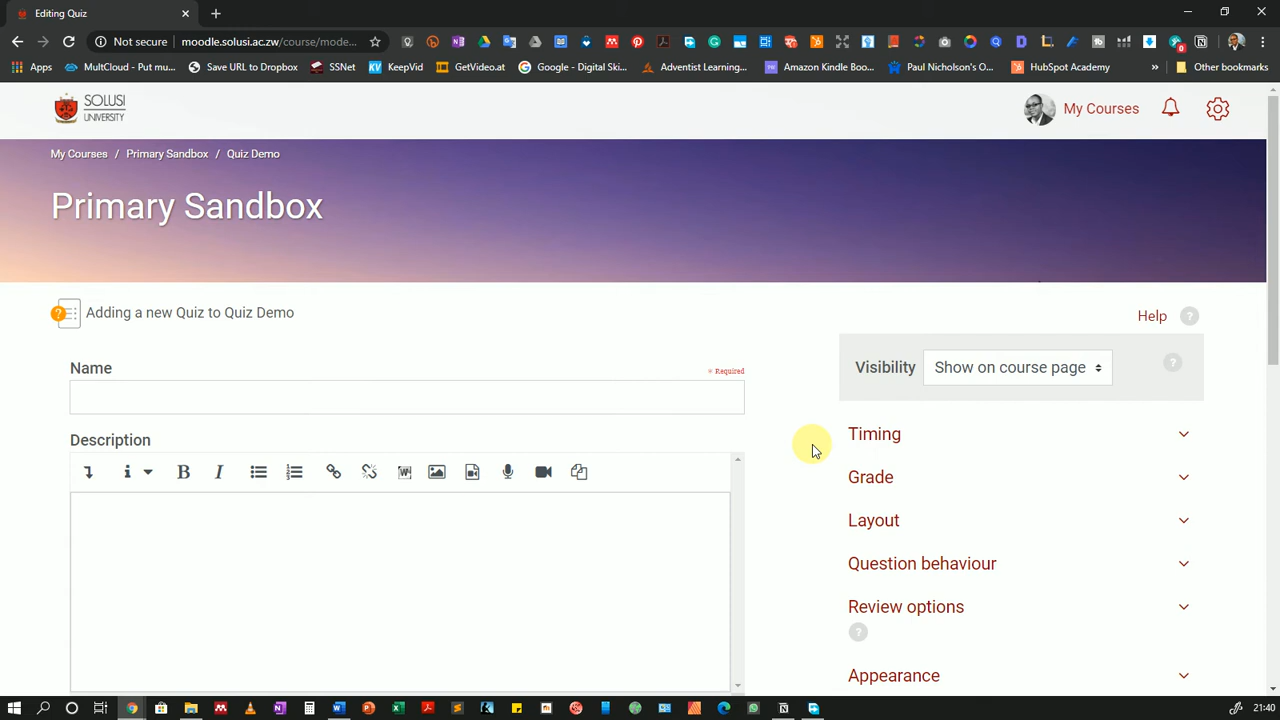 Editing Quiz
Not secure
moodle.solusi.ac.zw/course/mode...
Apps
MultCloud - Put mu...
Save URL to Dropbox
SSNet
KeepVid
GetVideo.at
Google - Digital Ski...
Adventist Learning...
Amazon Kindle Boo...
Paul Nicholson's O...
HubSpot Academy
»
Other bookmarks
SOLUSI
UNIVERSITY
My Courses
My Courses / Primary Sandbox / Quiz Demo
Primary Sandbox
Adding a new Quiz to Quiz Demo
Help
Name
Required
Visibility
Show on course page
Description
Timing
Grade
Layout
Question behaviour
Review options
Appearance
21:40